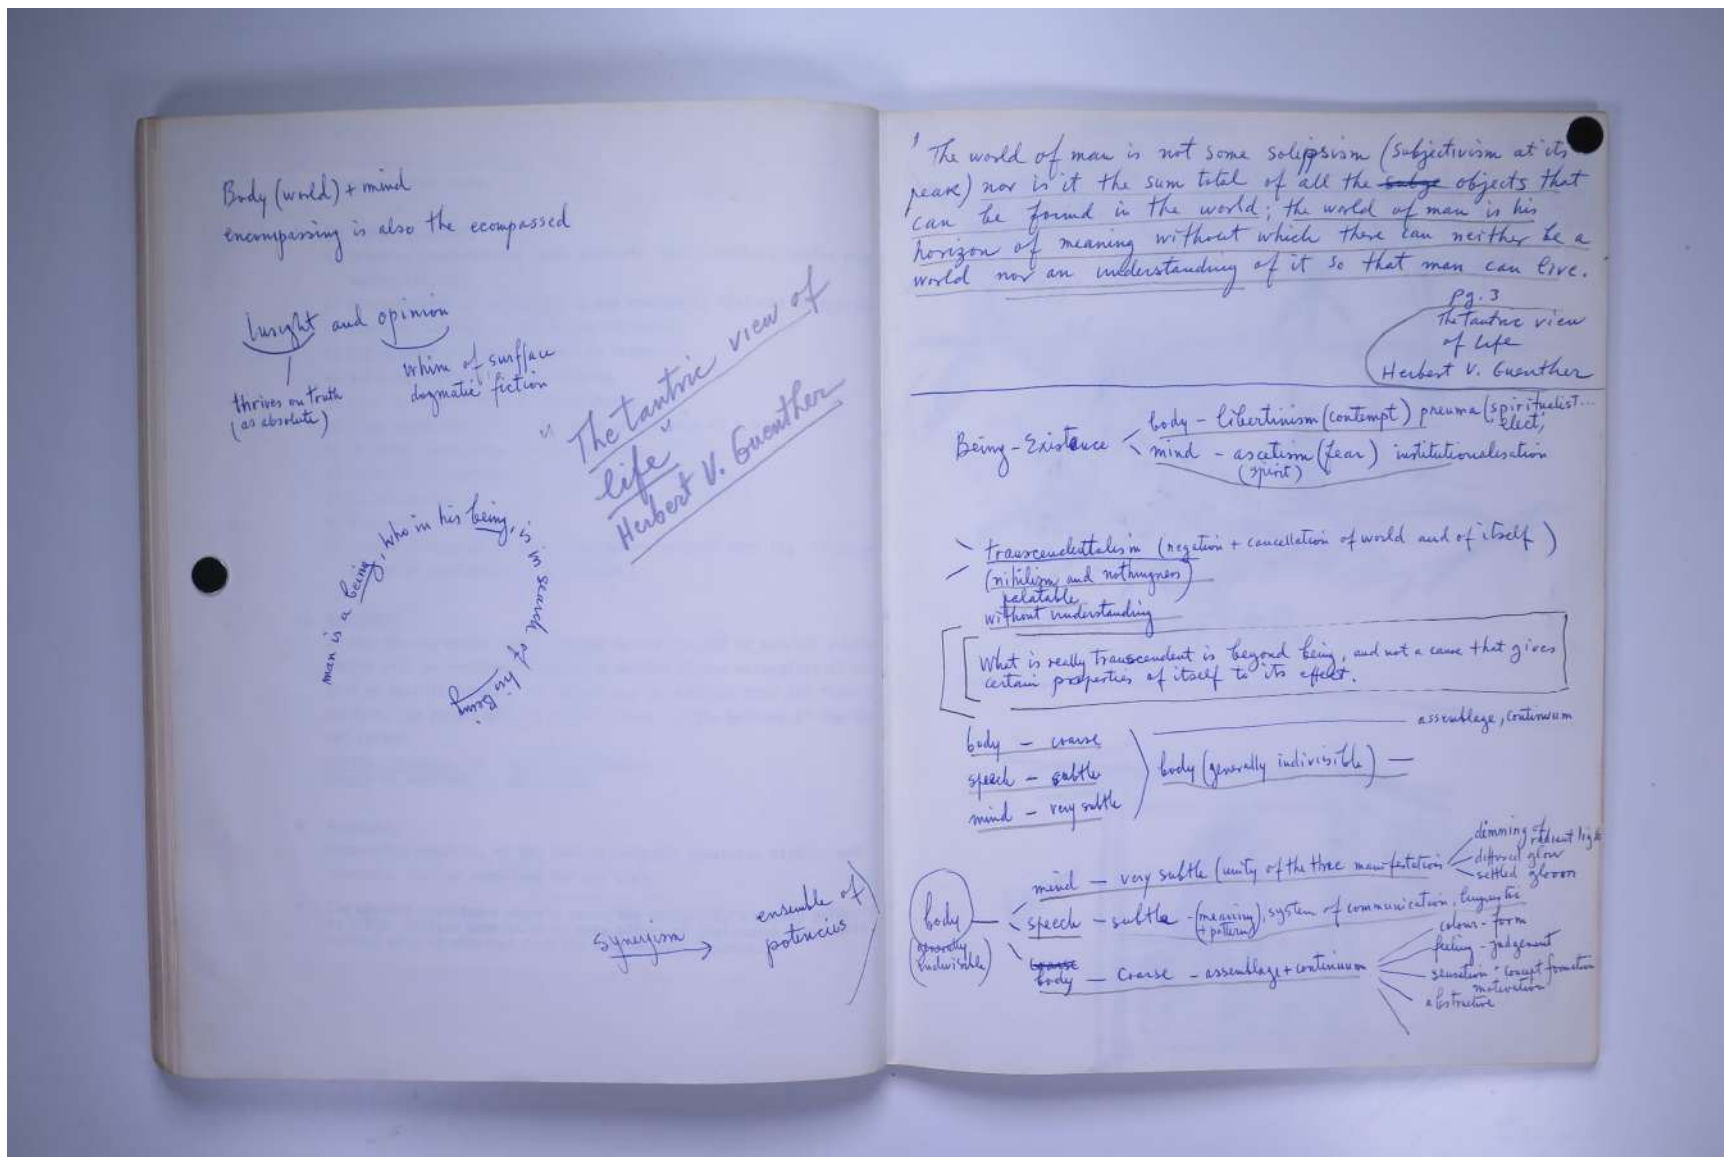 Body (world) + mind
encompassing is also the ecompassed
Insight and opinion
thrives on truth
(as absolute)
whim of surfface
dogmatic fiction
"The tantric view of
life"
Herbert V. Guenther
man is a being, who in his being, is in search of his Being.
synergism → ensemble of
potencies
' The world of man is not some solippsism (subjectivism at its
peak) nor is it the sum total of all the subje objects that
can be found in the world; the world of man is his
horizon of meaning without which there can neither be a
world nor an understanding of it so that man can live.
Pg. 3
The Tantric view
of life
Herbert V. Guenther
Being - Existence
body - libertinism (contempt) pneuma (spiritualist...
elect,
mind - ascetism (fear) institutionalisation
(spirit)
transcendentalism (negation + cancellation of world and of itself)
(nihilism and nothingness)
palatable
without understanding
What is really transcendent is beyond being, and not a cause that gives
certain properties of itself to its effect.
assemblage, continuum
body - coarse
speech - subtle
mind - very subtle
body (generally indivisible) -
dimming of
radient light
diffused glow
settled gloom
mind - very subtle (unity of the three manifestation
body
(generally
indivisible)
speech - subtle - (meaning), system of communication, linguistic
+ pattering
coarse
body - coarse - assemblage + continuum
colour - form
feeling - judgement
sensation - concept formation
motivation
abstractive